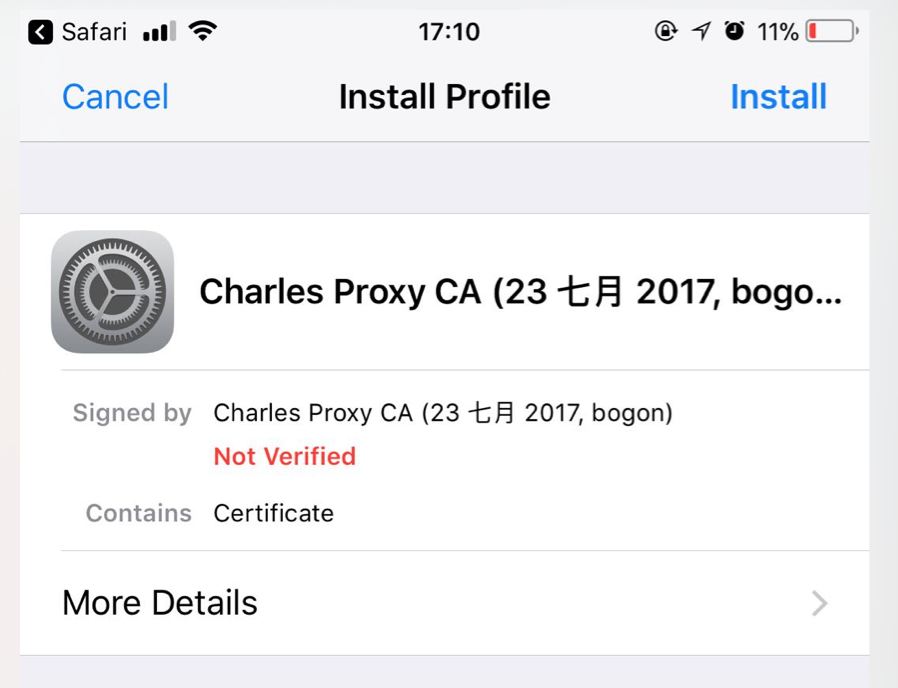 Safari 17:10 11%
Cancel Install Profile Install
Charles Proxy CA (23 七月 2017, bogo...
Signed by Charles Proxy CA (23 七月 2017, bogon)
Not Verified
Contains Certificate
More Details